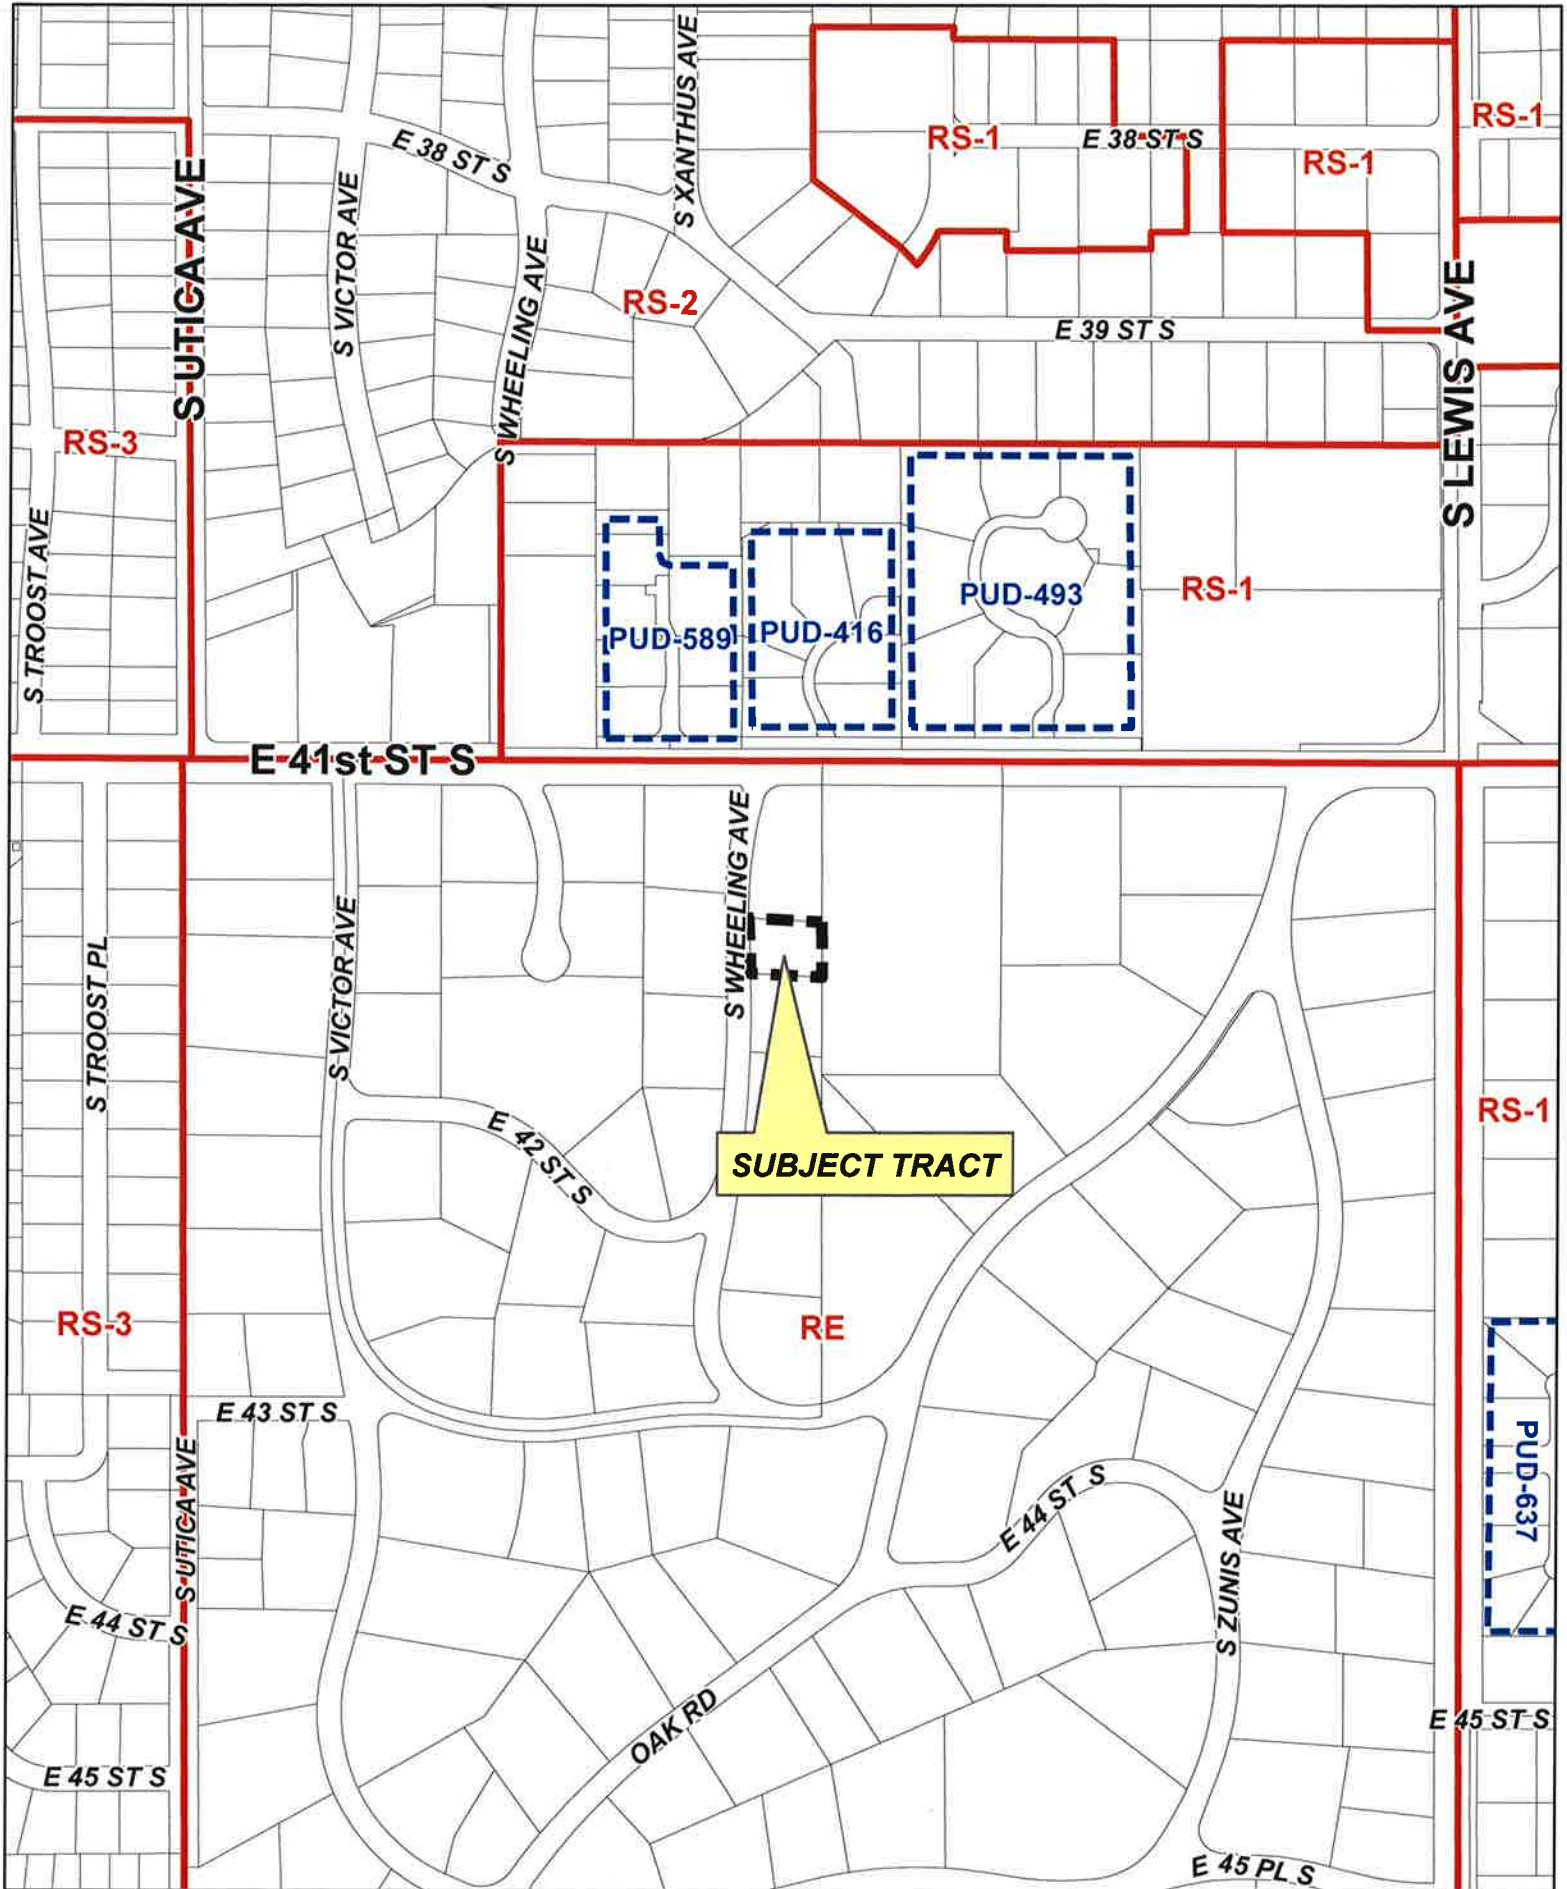 S XANTHUS AVE
RS-1
RS-1
E 38 ST S
E 38 ST S
RS-1
S UTICA AVE
S VICTOR AVE
S WHEELING AVE
RS-2
S LEWIS AVE
E 39 ST S
RS-3
S TROOST AVE
PUD-493
RS-1
PUD-589
PUD-416
E 41st ST S
S WHEELING AVE
S VICTOR AVE
S TROOST PL
RS-1
E 42 ST S
SUBJECT TRACT
RS-3
RE
E 43 ST S
PUD-637
S UTICA AVE
E 44 ST S
S ZUNIS AVE
E 44 ST S
OAK RD
E 45 ST S
E 45 ST S
E 45 PL S